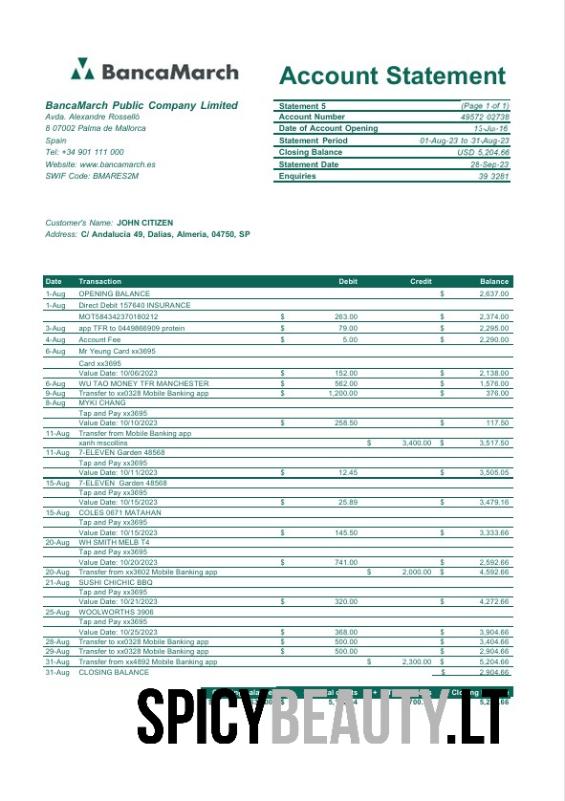 BancaMarch
Account Statement
BancaMarch Public Company Limited
Avda. Alexandre Rosselló
8 07002 Palma de Mallorca
Spain
Tel: +34 901 111 000
Website: www.bancamarch.es
SWIF Code: BMARES2M
Statement 5 (Page 1 of 1)
Account Number 49572 02738
Date of Account Opening 13-Jul-16
Statement Period 01-Aug-23 to 31-Aug-23
Closing Balance USD 5,204.66
Statement Date 28-Sep-23
Enquiries 39 3281
Customer's Name: JOHN CITIZEN
Address: C/ Andalucia 49, Dalias, Almeria, 04750, SP
Date Transaction Debit Credit Balance
1-Aug OPENING BALANCE $ 2,637.00
1-Aug Direct Debit 157640 INSURANCE
MOT584342370180212 $ 263.00 $ 2,374.00
3-Aug app TFR to 0449866909 protein $ 79.00 $ 2,295.00
4-Aug Account Fee $ 5.00 $ 2,290.00
6-Aug Mr Yeung Card xx3695
Card xx3695
Value Date: 10/06/2023 $ 152.00 $ 2,138.00
6-Aug WU TAO MONEY TFR MANCHESTER $ 562.00 $ 1,576.00
9-Aug Transfer to xx0328 Mobile Banking app $ 1,200.00 $ 376.00
8-Aug MYKI CHANG
Tap and Pay xx3695
Value Date: 10/10/2023 $ 258.50 $ 117.50
11-Aug Transfer from Mobile Banking app
xanh mscollins $ 3,400.00 $ 3,517.50
11-Aug 7-ELEVEN Garden 48568
Tap and Pay xx3695
Value Date: 10/11/2023 $ 12.45 $ 3,505.05
15-Aug 7-ELEVEN Garden 48568
Tap and Pay xx3695
Value Date: 10/15/2023 $ 25.89 $ 3,479.16
15-Aug COLES 0671 MATAHAN
Tap and Pay xx3695
Value Date: 10/15/2023 $ 145.50 $ 3,333.66
20-Aug WH SMITH MELB T4
Tap and Pay xx3695
Value Date: 10/20/2023 $ 741.00 $ 2,592.66
20-Aug Transfer from xx3602 Mobile Banking app $ 2,000.00 $ 4,592.66
21-Aug SUSHI CHICHIC BBQ
Tap and Pay xx3695
Value Date: 10/21/2023 $ 320.00 $ 4,272.66
25-Aug WOOLWORTHS 3906
Tap and Pay xx3695
Value Date: 10/25/2023 $ 368.00 $ 3,904.66
28-Aug Transfer to xx0328 Mobile Banking app $ 500.00 $ 3,404.66
29-Aug Transfer to xx0328 Mobile Banking app $ 500.00 $ 2,904.66
31-Aug Transfer from xx4892 Mobile Banking app $ 2,300.00 $ 5,204.66
31-Aug CLOSING BALANCE $ 2,904.66
SPICYBEAUTY.LT